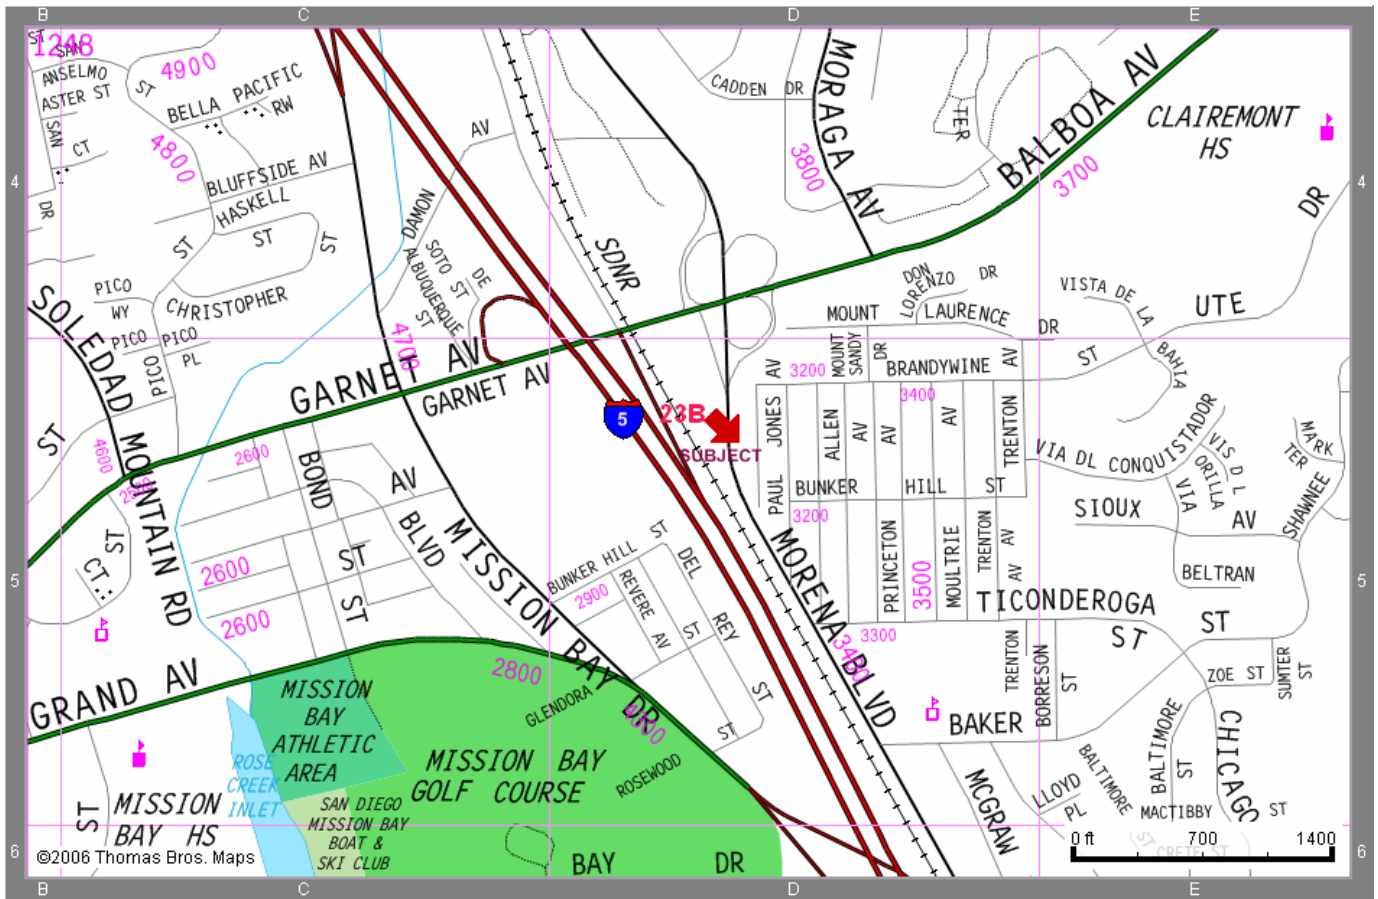 B
C
D
E
1248
ST
SAN
ANSELMO
ST
ASTER ST
SAN
CT
4900
BELLA PACIFIC
RW
4800
BLUFFSIDE AV
HASKELL
ST
ST
ST
DR
4
4
AV
DAMON
SOTO ST
DE
ALBUQUERQUE
ST
SDNR
CADDEN DR
MORAGA AV
3800
TER
BALBOA AV
3700
CLAIREMONT
HS
DR
UTE
PICO
WY
CHRISTOPHER
PICO
PICO
PL
PICO
SOLEDAD
MOUNTAIN RD
4700
GARNET AV
GARNET AV
DON
LORENZO
DR
MOUNT
LAURENCE
DR
VISTA DE LA
BAHIA
ST
3200
MOUNT
SANDY
DR
BRANDYWINE
AV
3400
AV
JONES
PAUL
ALLEN
AV
AV
AV
TRENTON
5
23B
SUBJECT
ST
4600
2500
2600
BOND
AV
BLVD
VIA DL CONQUISTADOR
VIS D L
ORILLA
VIA
MARK
TER
SHAWNEE
BUNKER
HILL
ST
3200
SIOUX
AV
BELTRAN
ST
CT
ST
ST
2600
2600
MISSION BAY DR
BUNKER HILL ST
2900
REVERE AV
DEL
REY
ST
ST
ST
MORENA BLVD
PRINCETON
3500
MOULTRIE
TRENTON
AV
AV
5
5
TICONDEROGA
ST
ST
3300
3400
TRENTON
BORRESON
ST
ZOE ST
SUMTER
ST
GRAND AV
2800
GLENDORA
4300
ROSEWOOD
MISSION
BAY
ATHLETIC
AREA
MISSION BAY
GOLF COURSE
ROSE
CREEK
INLET
MISSION
BAY HS
ST
SAN DIEGO
MISSION BAY
BOAT &
SKI CLUB
BAY
DR
BAKER
MCGRAW
LLOYD
PL
BALTIMORE
ST
BALTIMORE
ST
MACTIBBY
ST
CHICAGO
CRETE ST
0 ft
700
1400
©2006 Thomas Bros. Maps
6
6
B
C
D
E